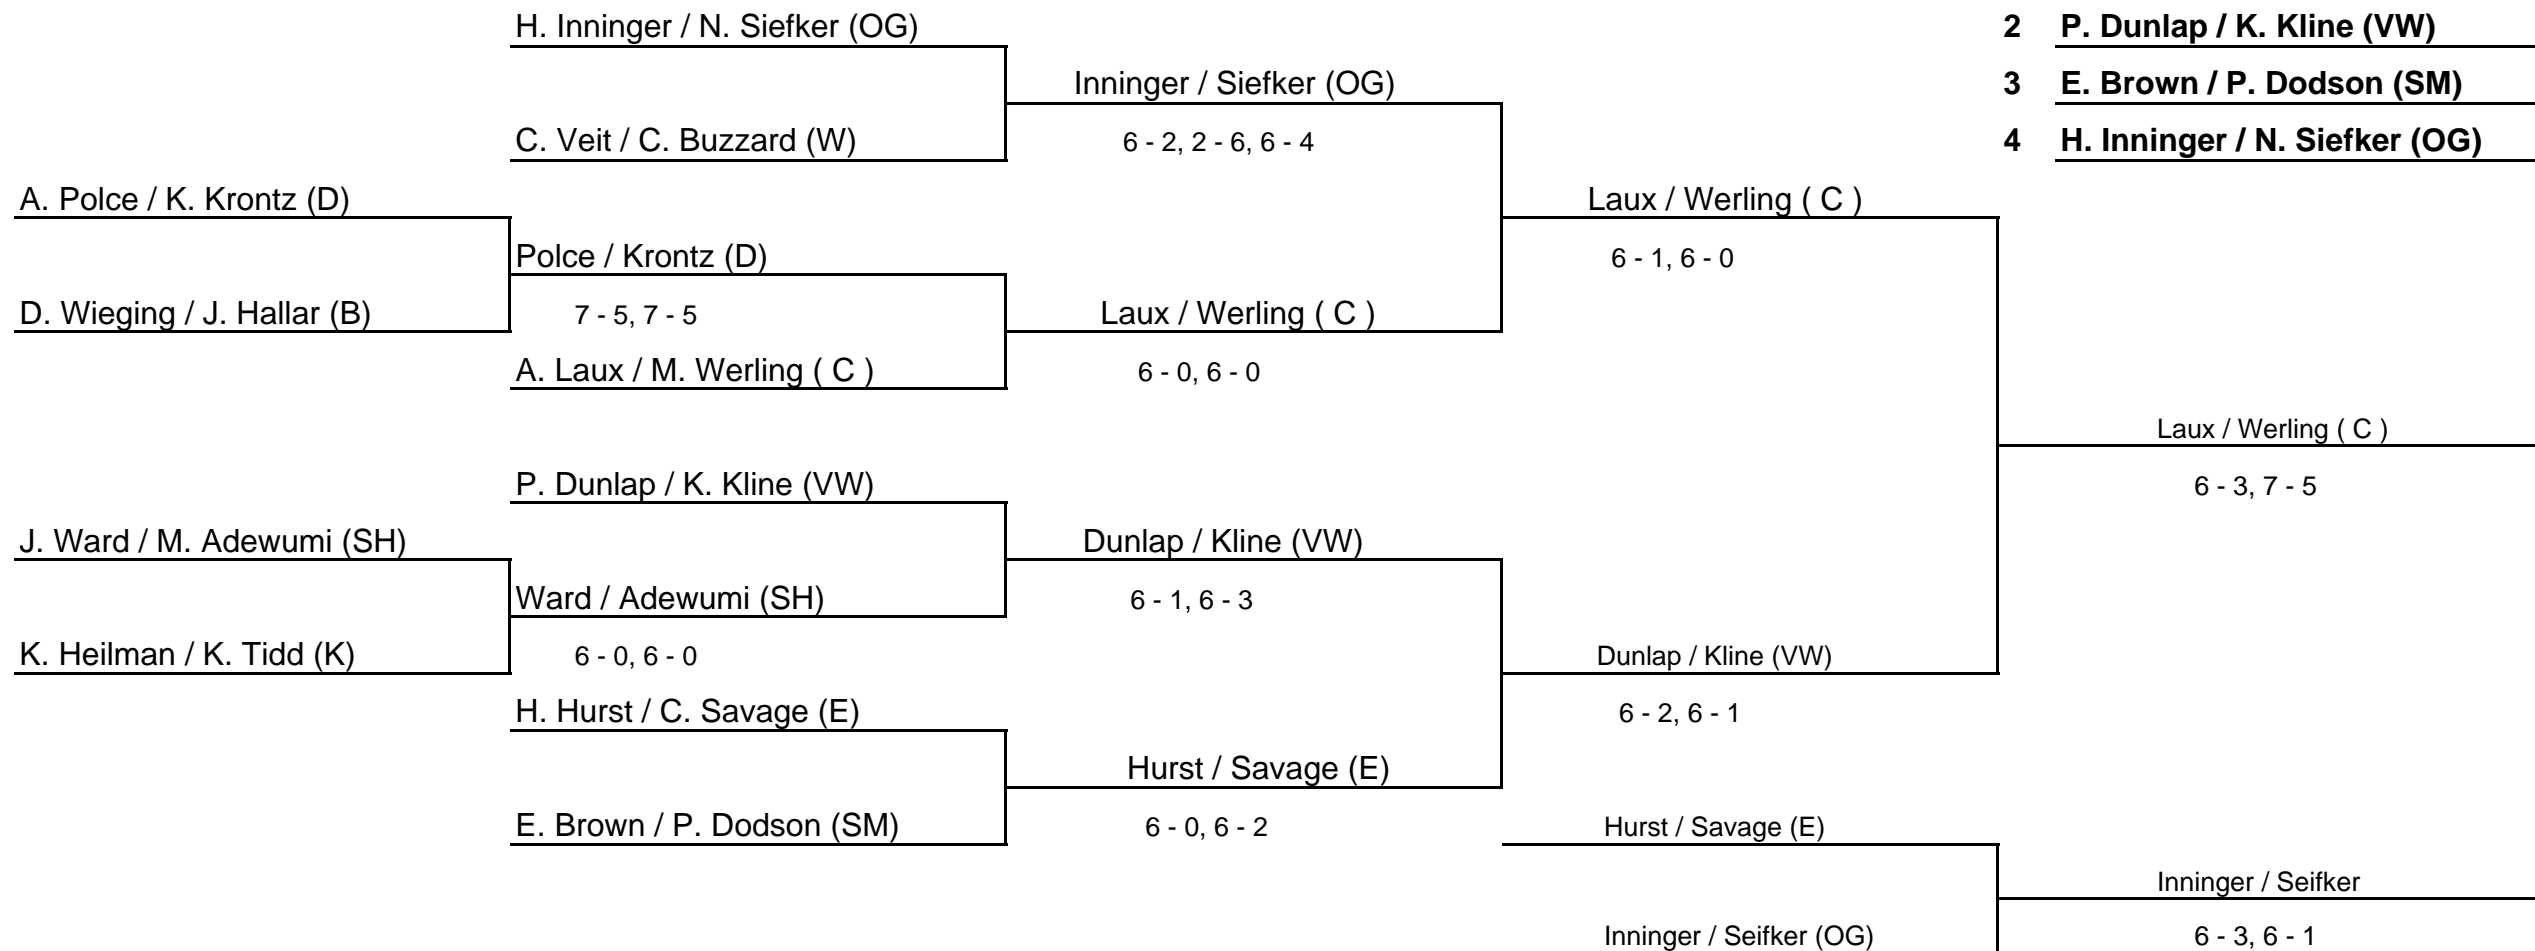 H. Inninger / N. Siefker (OG)
2 P. Dunlap / K. Kline (VW)
Inninger / Siefker (OG)
3 E. Brown / P. Dodson (SM)
C. Veit / C. Buzzard (W)
6 - 2, 2 - 6, 6 - 4
4 H. Inninger / N. Siefker (OG)
A. Polce / K. Krontz (D)
Laux / Werling ( C )
Polce / Krontz (D)
6 - 1, 6 - 0
D. Wieging / J. Hallar (B)
7 - 5, 7 - 5
Laux / Werling ( C )
A. Laux / M. Werling ( C )
6 - 0, 6 - 0
Laux / Werling ( C )
P. Dunlap / K. Kline (VW)
6 - 3, 7 - 5
J. Ward / M. Adewumi (SH)
Dunlap / Kline (VW)
Ward / Adewumi (SH)
6 - 1, 6 - 3
K. Heilman / K. Tidd (K)
6 - 0, 6 - 0
Dunlap / Kline (VW)
H. Hurst / C. Savage (E)
6 - 2, 6 - 1
Hurst / Savage (E)
E. Brown / P. Dodson (SM)
6 - 0, 6 - 2
Hurst / Savage (E)
Inninger / Seifker
Inninger / Seifker (OG)
6 - 3, 6 - 1